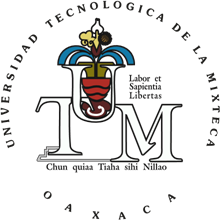 UNIVERSIDAD TECNOLOGICA DE LA MIXTECA
Labor et
Sapientia
Libertas
UTM
Chun quiaa Tiaha sihi Nillao
OAXACA